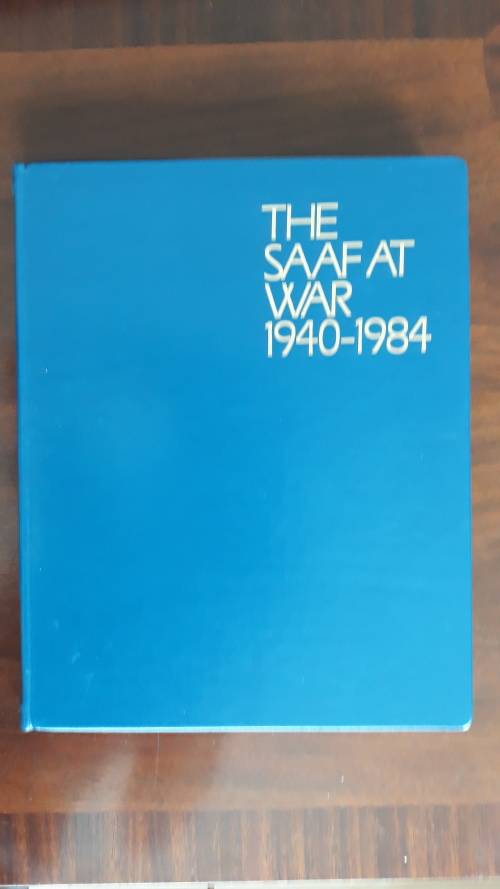 THE
SAAF AT
WAR
1940-1984